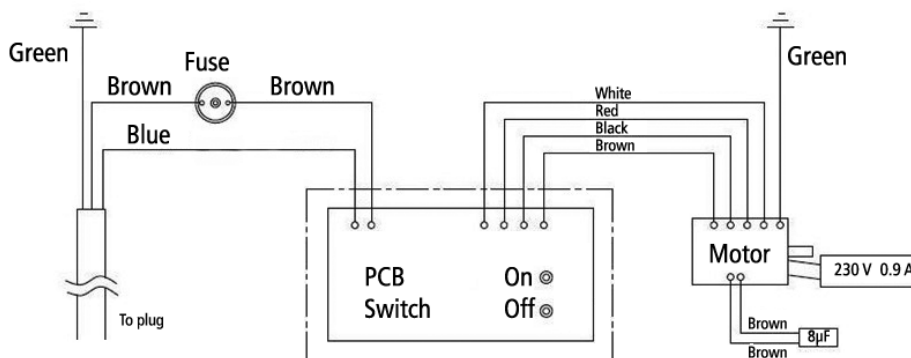 Green
Brown
Fuse
Brown
Blue
White
Red
Black
Brown
Green
PCB
Switch
On
Off
Motor
230 V 0.9 A
Brown
8µF
Brown
To plug